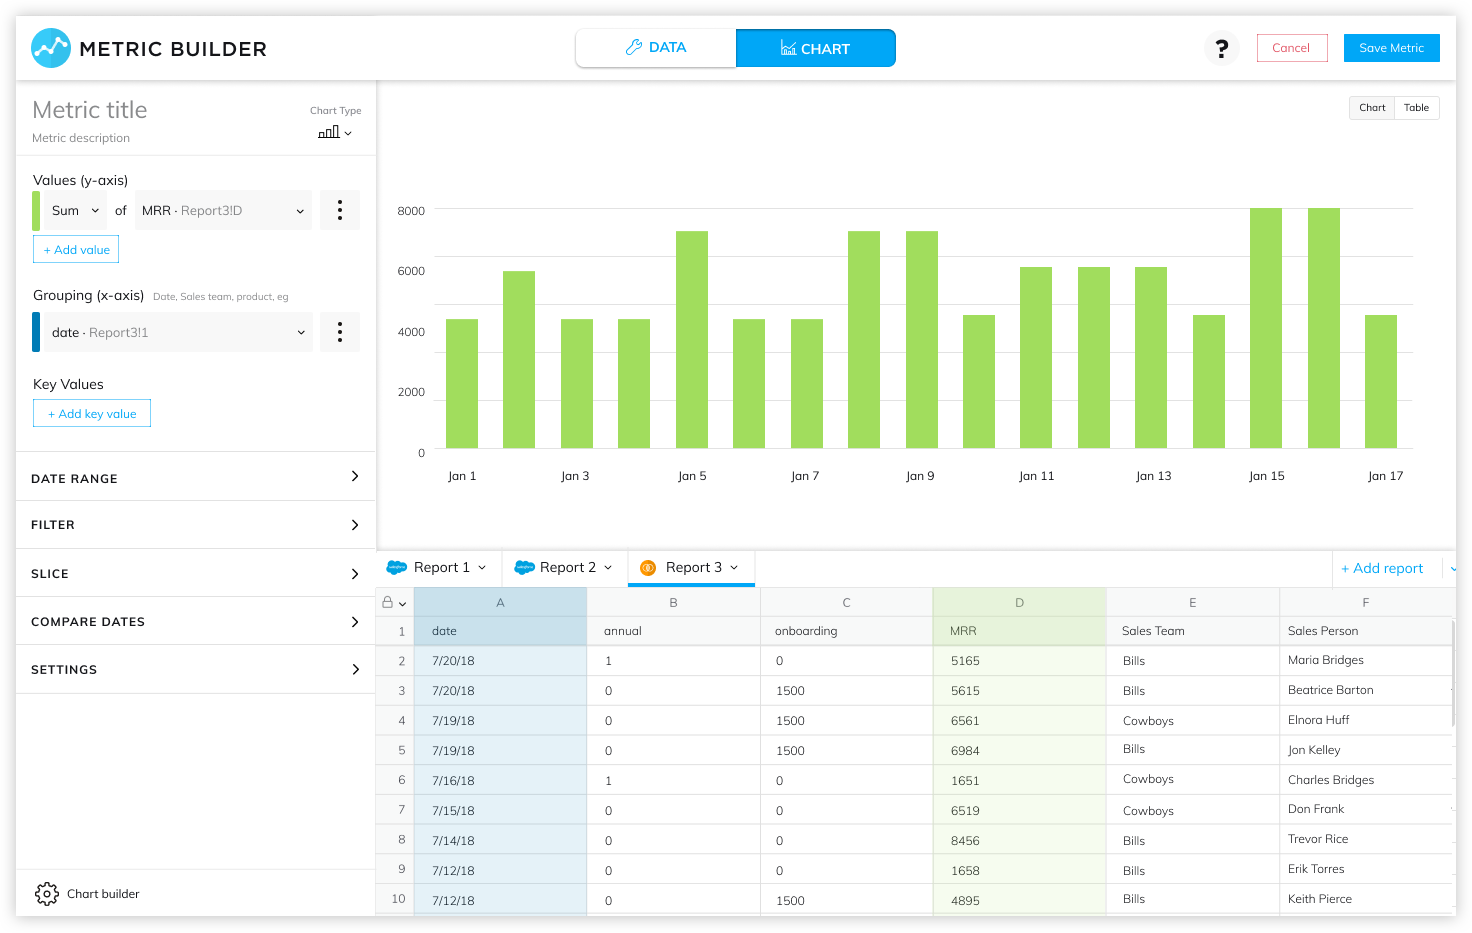 METRIC BUILDER
DATA
CHART
?
Cancel
Save Metric
Metric title
Chart Type
Metric description
Values (y-axis)
Sum of MRR · Report3!D
+ Add value
Grouping (x-axis) Date, Sales team, product, eg
date · Report3!1
Key Values
+ Add key value
DATE RANGE
FILTER
SLICE
COMPARE DATES
SETTINGS
Chart builder
Chart Table
8000
6000
4000
2000
0
Jan 1 Jan 3 Jan 5 Jan 7 Jan 9 Jan 11 Jan 13 Jan 15 Jan 17
Report 1 Report 2 Report 3 + Add report
A B C D E F
1 date annual onboarding MRR Sales Team Sales Person
2 7/20/18 1 0 5165 Bills Maria Bridges
3 7/20/18 0 1500 5615 Bills Beatrice Barton
4 7/19/18 0 1500 6561 Cowboys Elnora Huff
5 7/19/18 0 1500 6984 Bills Jon Kelley
6 7/16/18 1 0 1651 Cowboys Charles Bridges
7 7/15/18 0 0 6519 Cowboys Don Frank
8 7/14/18 0 0 8456 Bills Trevor Rice
9 7/12/18 0 0 1658 Bills Erik Torres
10 7/12/18 0 1500 4895 Bills Keith Pierce